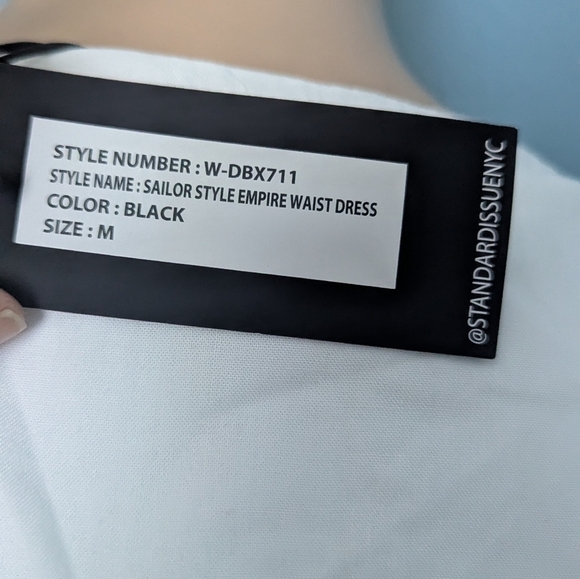 STYLE NUMBER : W-DBX711
STYLE NAME : SAILOR STYLE EMPIRE WAIST DRESS
COLOR : BLACK
SIZE : M
@STANDARDISSUENYC